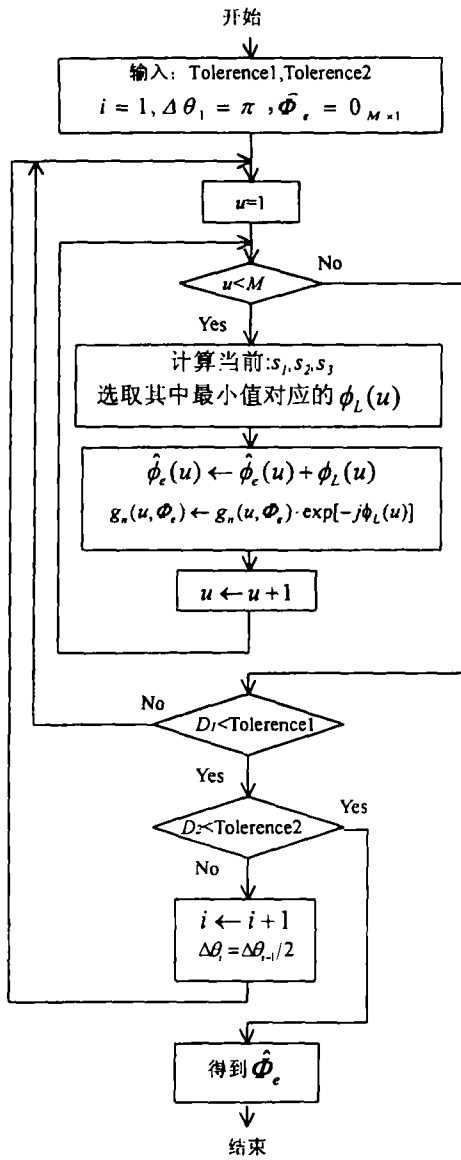 开始
输入: Tolerence1,Tolerence2
i = 1, Δθ₁ = π , Φ̂ₑ = 0_{M×1}
u=1
u<M
No
Yes
计算当前:s₁,s₂,s₃
选取其中最小值对应的 ϕ_L(u)
ϕ̂ₑ(u) ← ϕ̂ₑ(u) + ϕ_L(u)
gₙ(u,Φₑ) ← gₙ(u,Φₑ)·exp[−jϕ_L(u)]
u ← u + 1
No
D₁<Tolerence1
Yes
Yes
D₂<Tolerence2
No
i ← i + 1
Δθᵢ = Δθᵢ₋₁/2
得到 Φ̂ₑ
结束